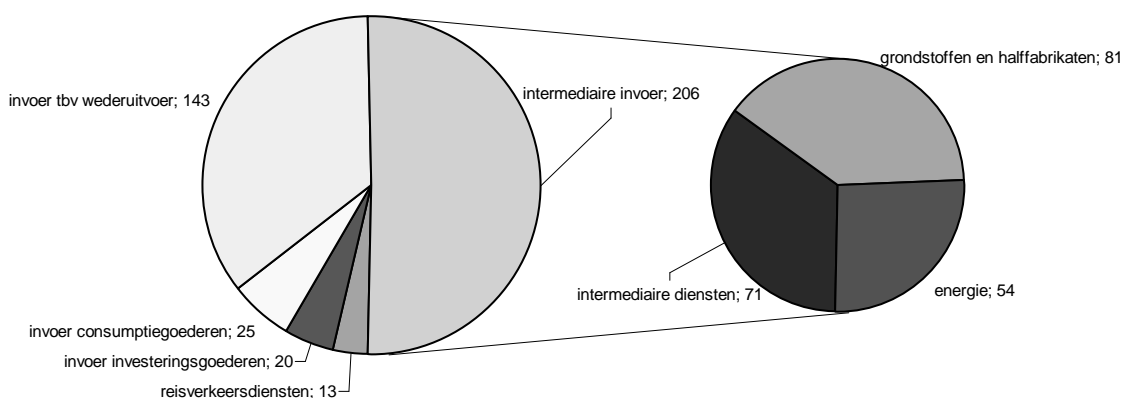 grondstoffen en halffabrikaten; 81
invoer tbv wederuitvoer; 143
intermediaire invoer; 206
intermediaire diensten; 71
energie; 54
invoer consumptiegoederen; 25
invoer investeringsgoederen; 20
reisverkeersdiensten; 13